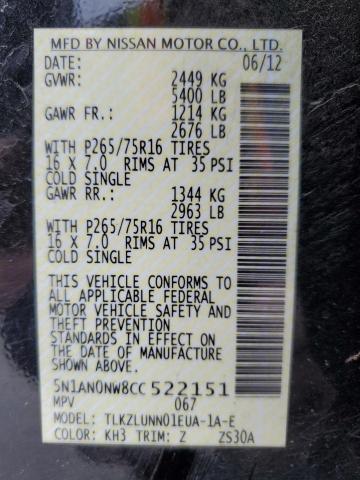 MFD BY NISSAN MOTOR CO., LTD.
DATE: 06/12
GVWR: 2449 KG
5400 LB
GAWR FR.: 1214 KG
2676 LB
WITH P265/75R16 TIRES
16 X 7.0 RIMS AT 35 PSI
COLD SINGLE
GAWR RR.: 1344 KG
2963 LB
WITH P265/75R16 TIRES
16 X 7.0 RIMS AT 35 PSI
COLD SINGLE
THIS VEHICLE CONFORMS TO
ALL APPLICABLE FEDERAL
MOTOR VEHICLE SAFETY AND
THEFT PREVENTION
STANDARDS IN EFFECT ON
THE DATE OF MANUFACTURE
SHOWN ABOVE.
5N1AN0NW8CC522151
MPV 067
MODEL: TLKZLUNN01EUA-1A-E
COLOR: KH3 TRIM: Z ZS30A